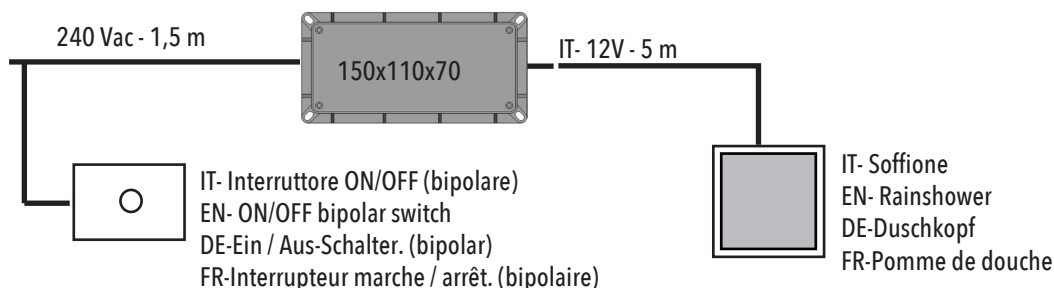 240 Vac - 1,5 m
IT- 12V - 5 m
150x110x70
IT- Interruttore ON/OFF (bipolare)
EN- ON/OFF bipolar switch
DE-Ein / Aus-Schalter. (bipolar)
FR-Interrupteur marche / arrêt. (bipolaire)
IT- Soffione
EN- Rainshower
DE-Duschkopf
FR-Pomme de douche